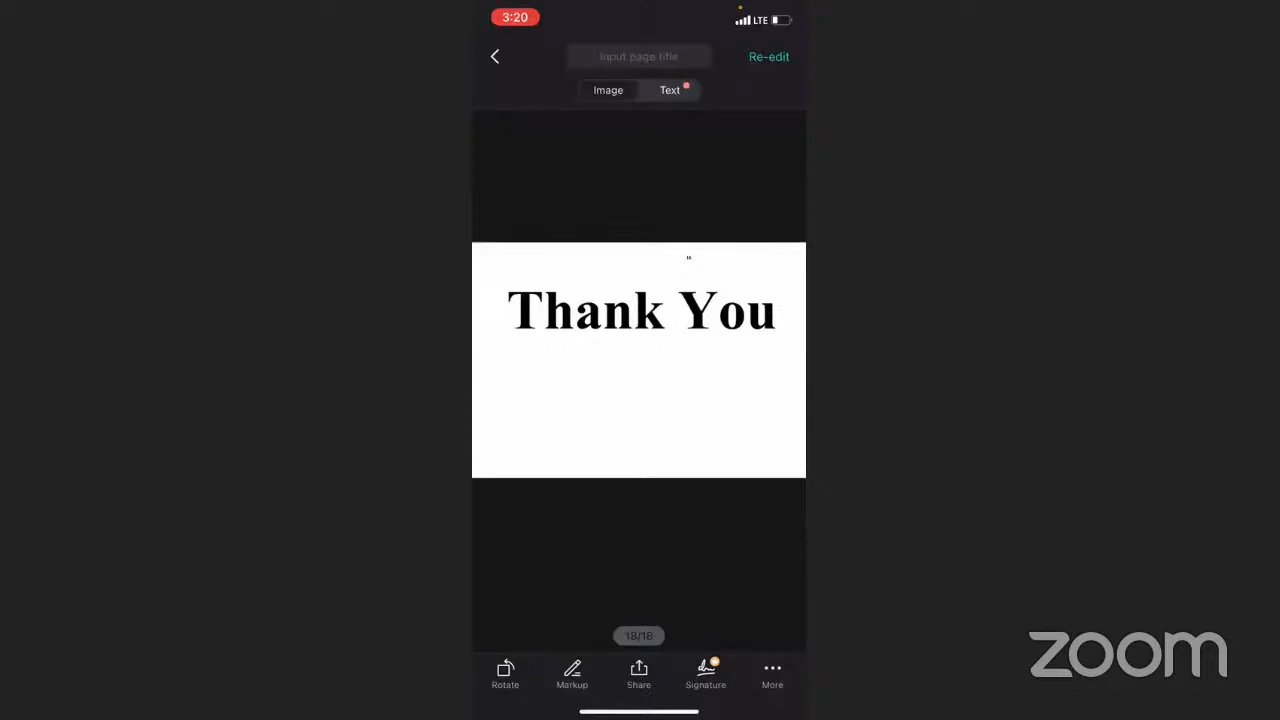 3:20
LTE
Input page title
Re-edit
Image
Text
"
Thank You
18/18
Rotate
Markup
Share
Signature
More
zoom